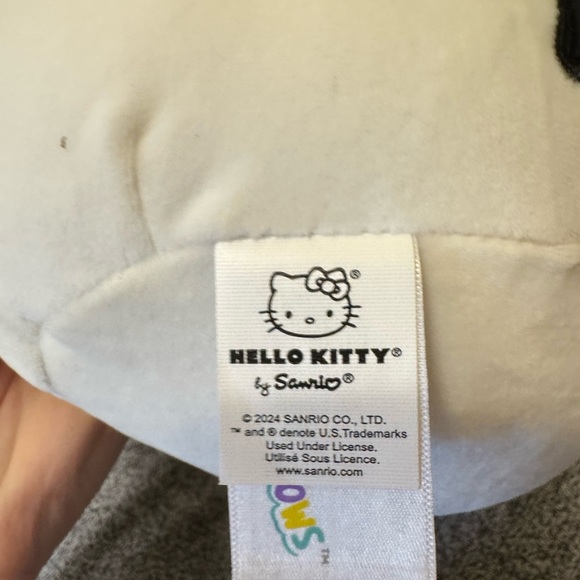 HELLO KITTY®
by Sanrio®
© 2024 SANRIO CO., LTD.
™ and ® denote U.S.Trademarks
Used Under License.
Utilisé Sous Licence.
www.sanrio.com
OWS™